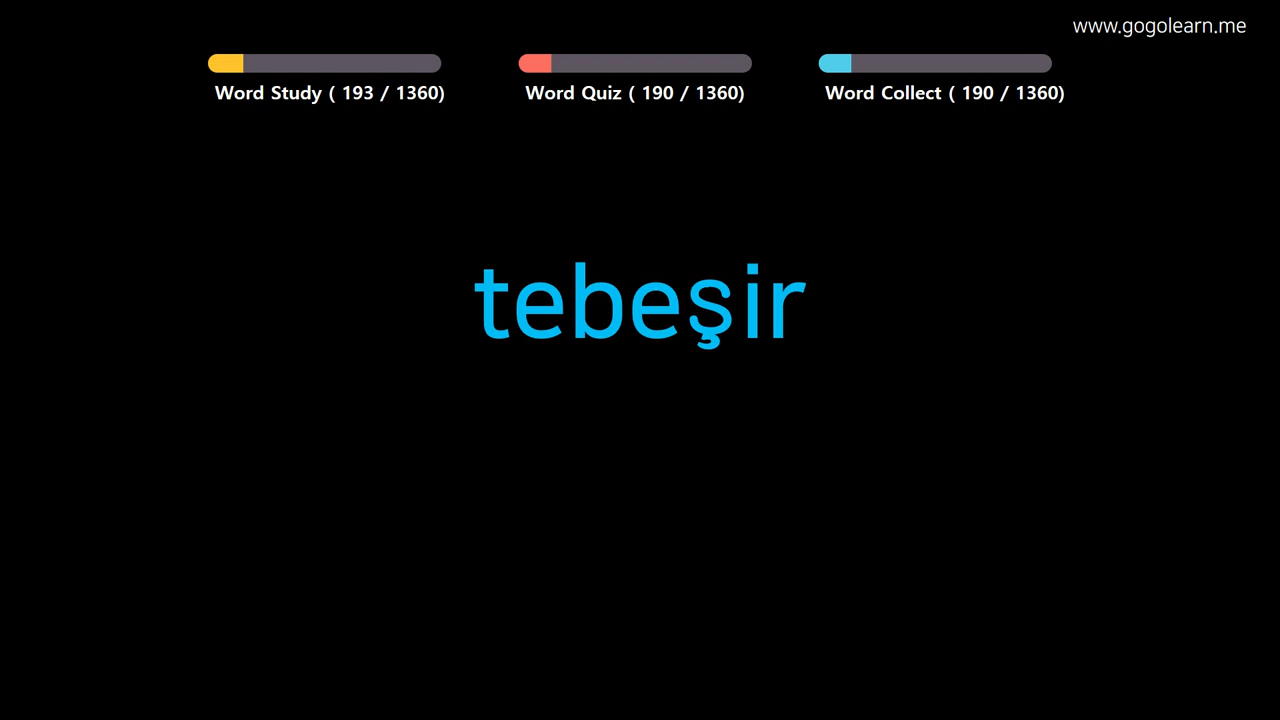 www.gogolearn.me
Word Study ( 193 / 1360)
Word Quiz ( 190 / 1360)
Word Collect ( 190 / 1360)
tebeşir